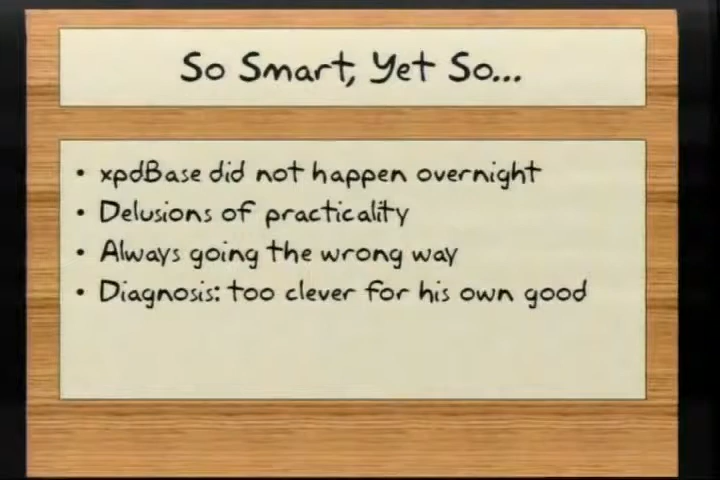 So Smart, Yet So...
• xpdBase did not happen overnight
• Delusions of practicality
• Always going the wrong way
• Diagnosis: too clever for his own good